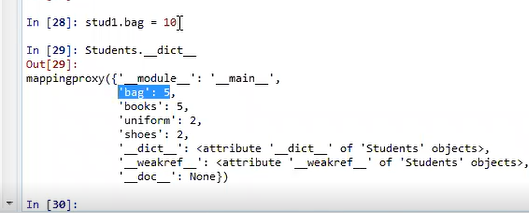 In [28]: stud1.bag = 10
In [29]: Students.__dict__
Out[29]:
mappingproxy({'__module__': '__main__',
'bag': 5,
'books': 5,
'uniform': 2,
'shoes': 2,
'__dict__': <attribute '__dict__' of 'Students' objects>,
'__weakref__': <attribute '__weakref__' of 'Students' objects>,
'__doc__': None})
In [30]: